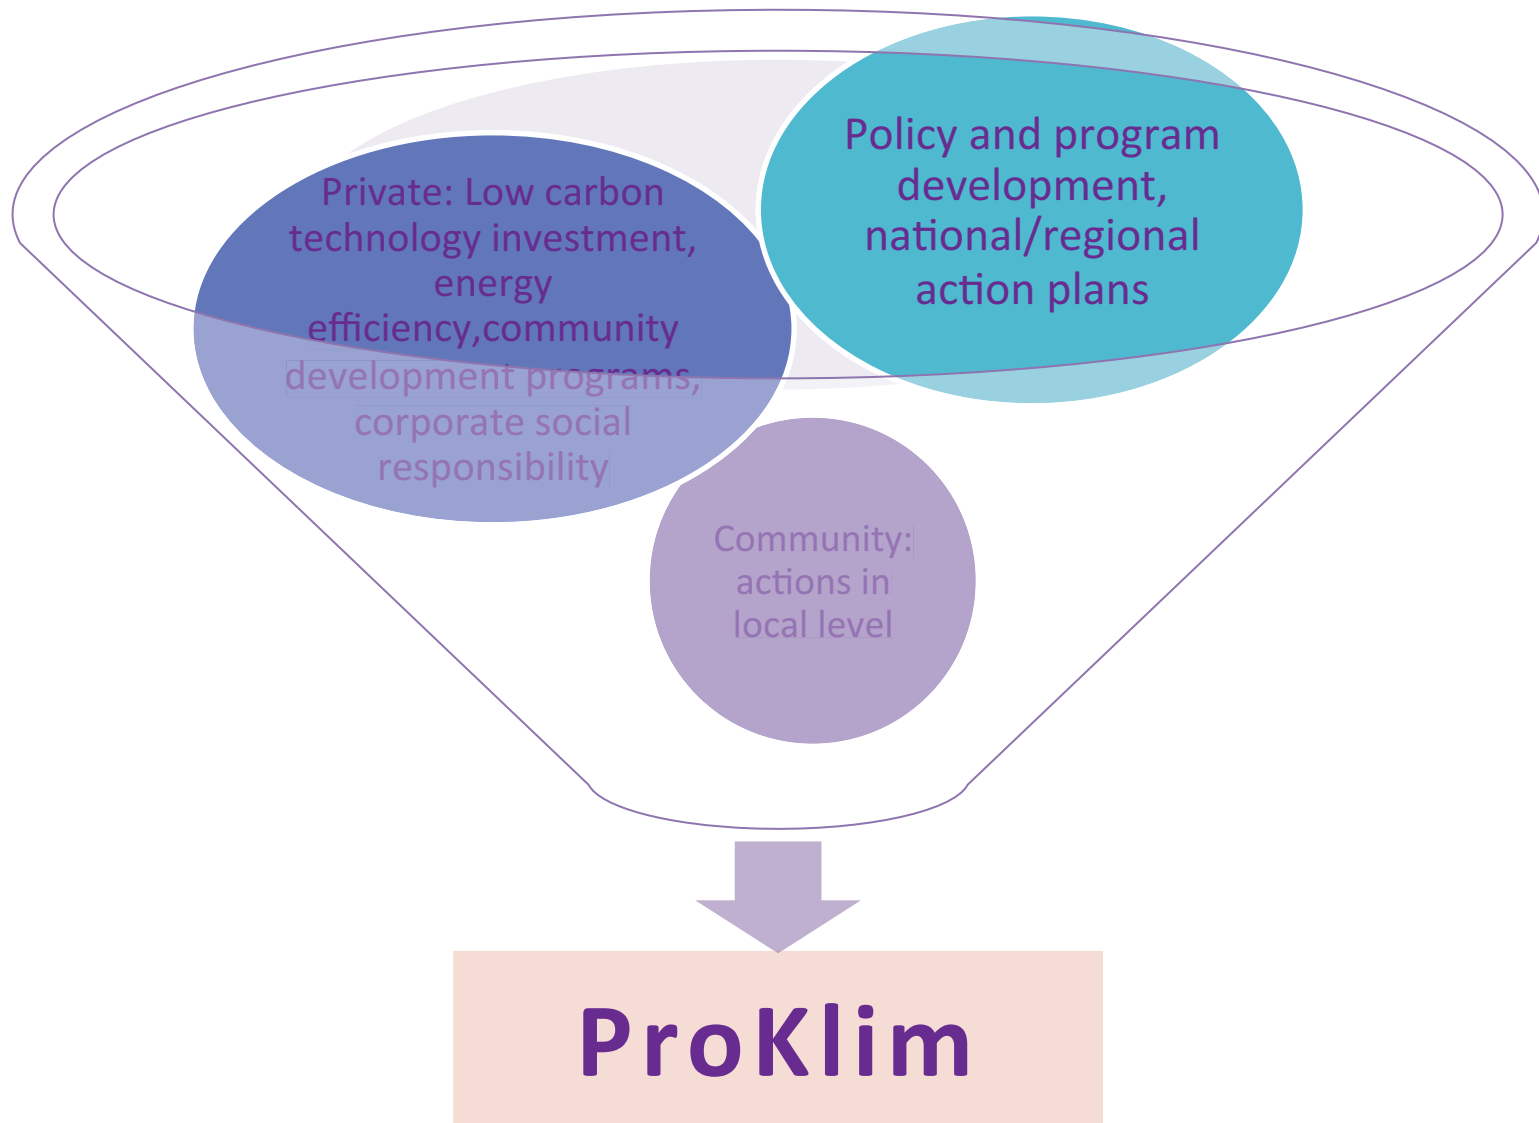 Private: Low carbon
technology investment,
energy
efficiency,community
development programs,
corporate social
responsibility
Policy and program
development,
national/regional
action plans
Community:
actions in
local level
ProKlim